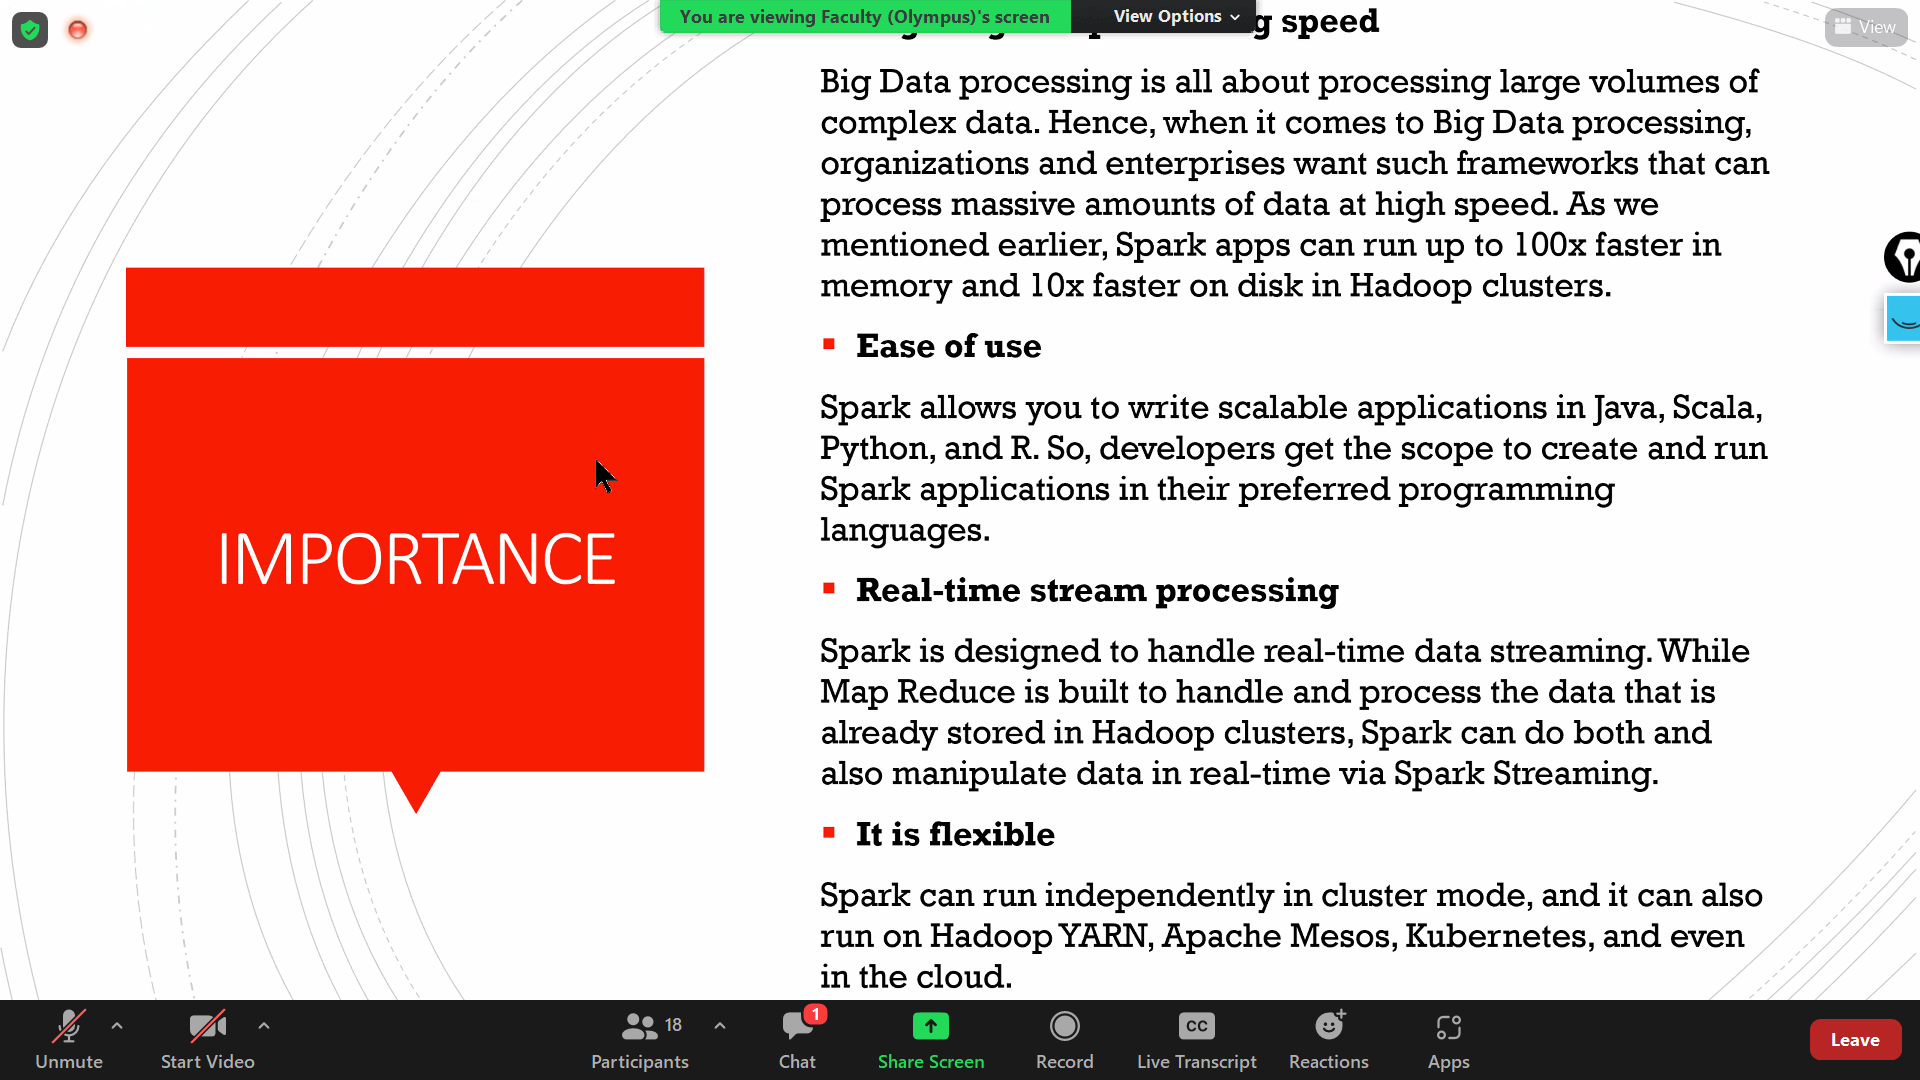 You are viewing Faculty (Olympus)'s screen
View Options
g speed
View
Big Data processing is all about processing large volumes of
complex data. Hence, when it comes to Big Data processing,
organizations and enterprises want such frameworks that can
process massive amounts of data at high speed. As we
mentioned earlier, Spark apps can run up to 100x faster in
memory and 10x faster on disk in Hadoop clusters.
Ease of use
Spark allows you to write scalable applications in Java, Scala,
Python, and R. So, developers get the scope to create and run
Spark applications in their preferred programming
languages.
IMPORTANCE
Real-time stream processing
Spark is designed to handle real-time data streaming. While
Map Reduce is built to handle and process the data that is
already stored in Hadoop clusters, Spark can do both and
also manipulate data in real-time via Spark Streaming.
It is flexible
Spark can run independently in cluster mode, and it can also
run on Hadoop YARN, Apache Mesos, Kubernetes, and even
in the cloud.
Unmute
Start Video
18
Participants
1
Chat
Share Screen
Record
CC
Live Transcript
Reactions
Apps
Leave